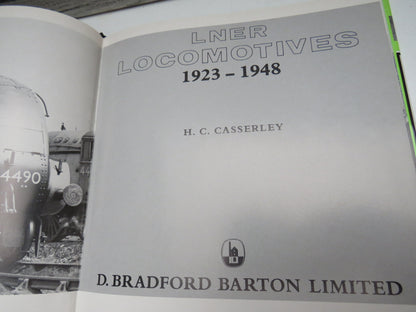 LNER
LOCOMOTIVES
1923 – 1948
H. C. CASSERLEY
D. BRADFORD BARTON LIMITED
4490